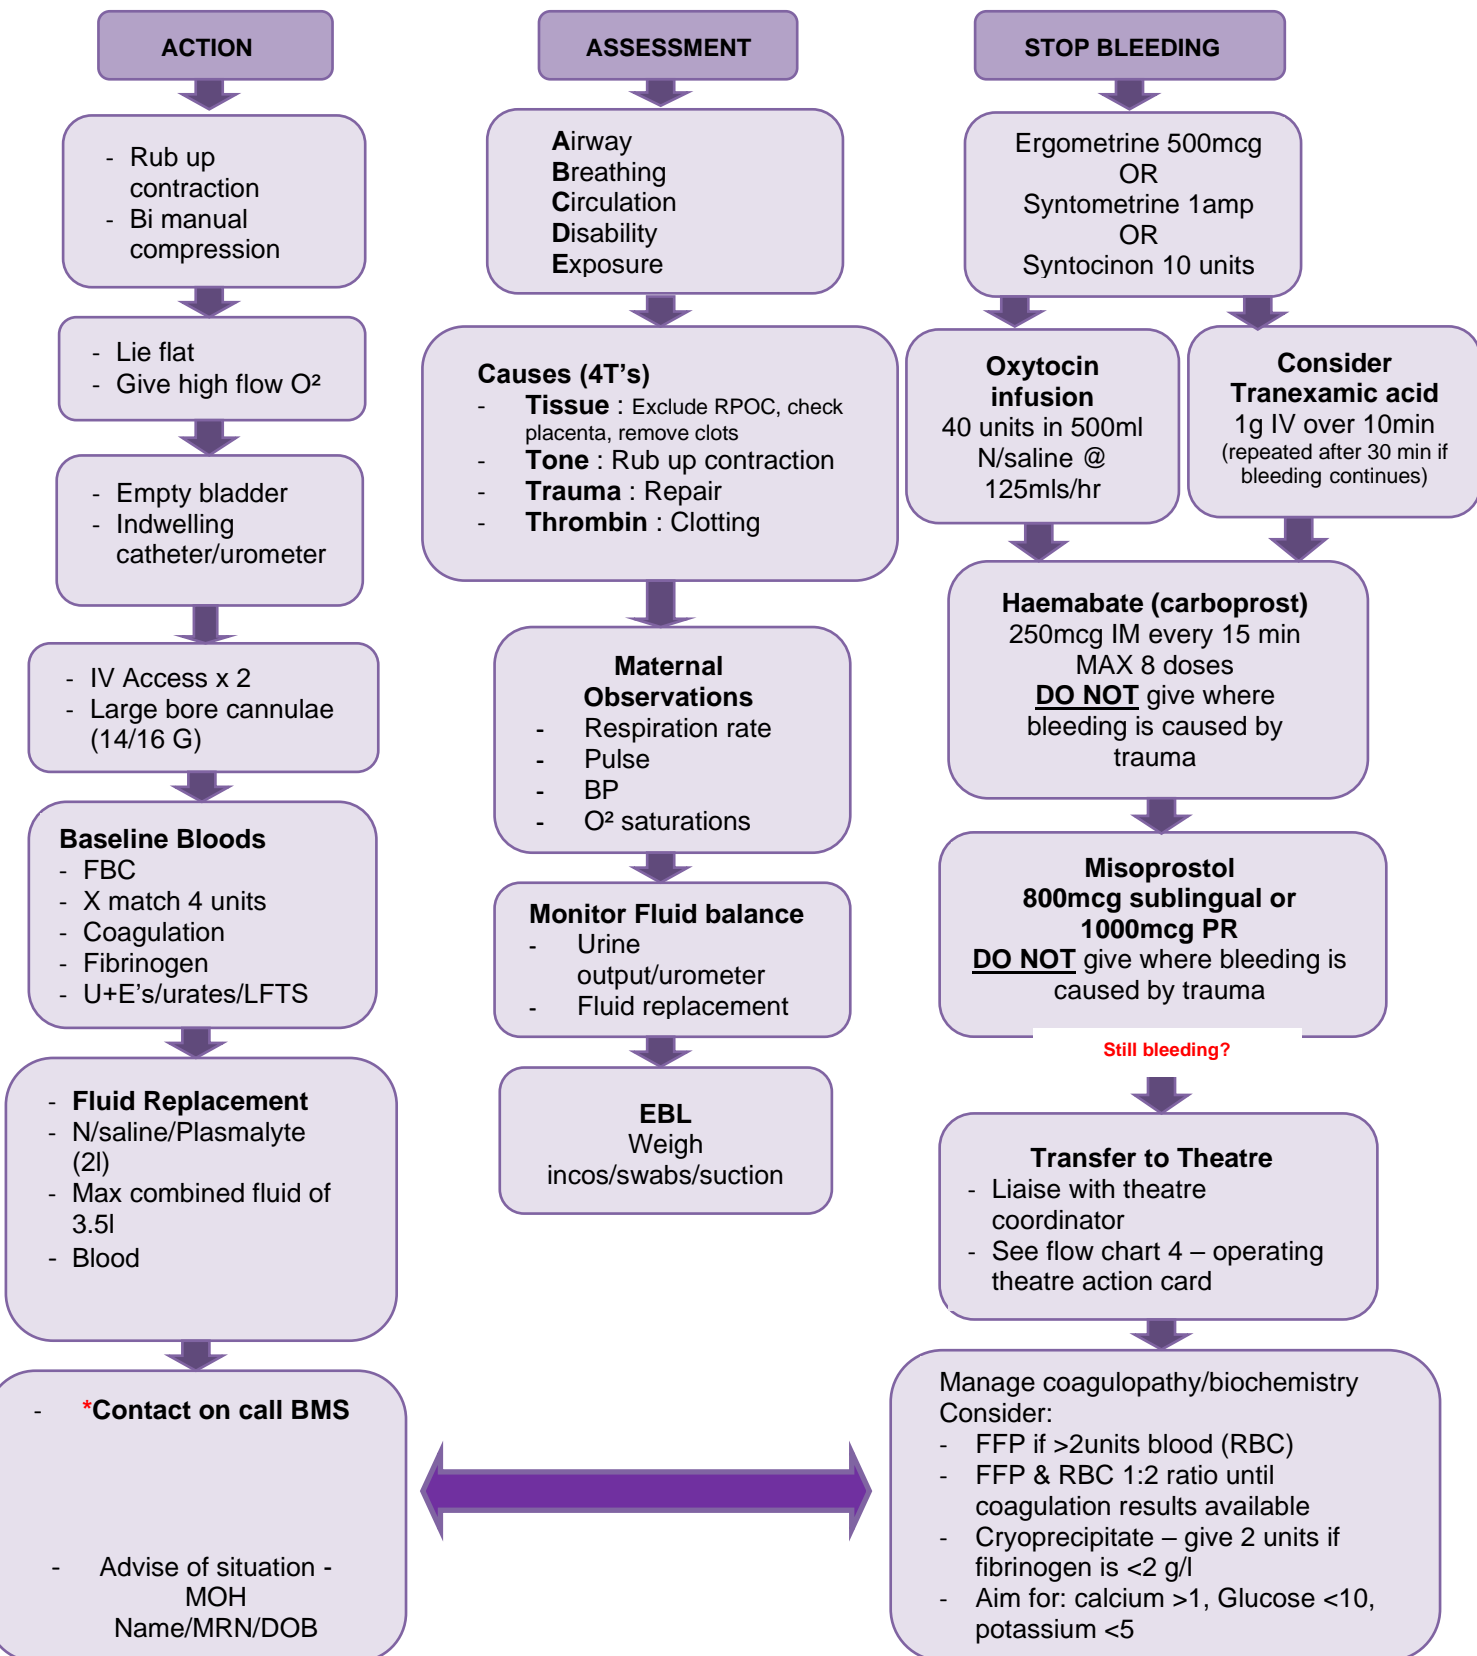 ACTION
- Rub up
contraction
- Bi manual
compression
- Lie flat
- Give high flow O²
- Empty bladder
- Indwelling
catheter/urometer
- IV Access x 2
- Large bore cannulae
(14/16 G)
Baseline Bloods
- FBC
- X match 4 units
- Coagulation
- Fibrinogen
- U+E's/urates/LFTS
- Fluid Replacement
- N/saline/Plasmalyte
(2l)
- Max combined fluid of
3.5l
- Blood
- *Contact on call BMS
- Advise of situation -
MOH
Name/MRN/DOB
ASSESSMENT
Airway
Breathing
Circulation
Disability
Exposure
Causes (4T's)
- Tissue : Exclude RPOC, check
placenta, remove clots
- Tone : Rub up contraction
- Trauma : Repair
- Thrombin : Clotting
Maternal
Observations
- Respiration rate
- Pulse
- BP
- O² saturations
Monitor Fluid balance
- Urine
output/urometer
- Fluid replacement
EBL
Weigh
incos/swabs/suction
STOP BLEEDING
Ergometrine 500mcg
OR
Syntometrine 1amp
OR
Syntocinon 10 units
Oxytocin
infusion
40 units in 500ml
N/saline @
125mls/hr
Consider
Tranexamic acid
1g IV over 10min
(repeated after 30 min if
bleeding continues)
Haemabate (carboprost)
250mcg IM every 15 min
MAX 8 doses
DO NOT give where
bleeding is caused by
trauma
Misoprostol
800mcg sublingual or
1000mcg PR
DO NOT give where bleeding is
caused by trauma
Still bleeding?
Transfer to Theatre
- Liaise with theatre
coordinator
- See flow chart 4 – operating
theatre action card
Manage coagulopathy/biochemistry
Consider:
- FFP if >2units blood (RBC)
- FFP & RBC 1:2 ratio until
coagulation results available
- Cryoprecipitate – give 2 units if
fibrinogen is <2 g/l
- Aim for: calcium >1, Glucose <10,
potassium <5